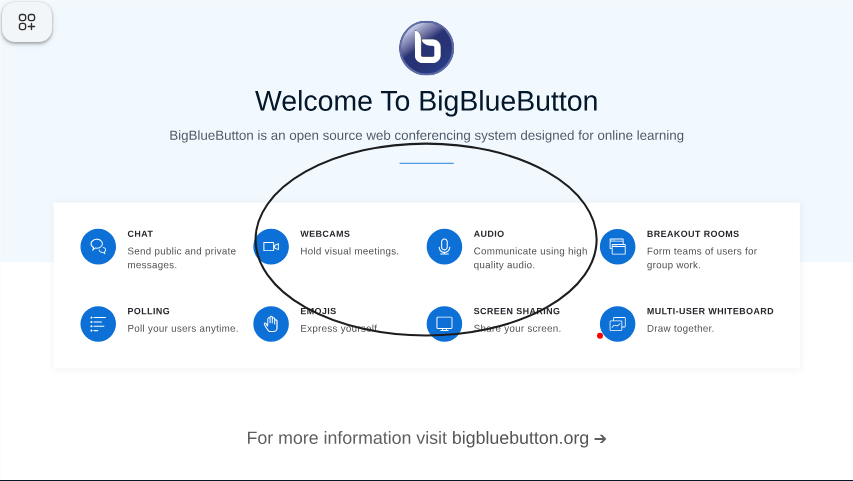 Welcome To BigBlueButton
BigBlueButton is an open source web conferencing system designed for online learning
CHAT
Send public and private
messages.
WEBCAMS
Hold visual meetings.
AUDIO
Communicate using high
quality audio.
BREAKOUT ROOMS
Form teams of users for
group work.
POLLING
Poll your users anytime.
EMOJIS
Express yourself.
SCREEN SHARING
Share your screen.
MULTI-USER WHITEBOARD
Draw together.
For more information visit bigbluebutton.org ➔